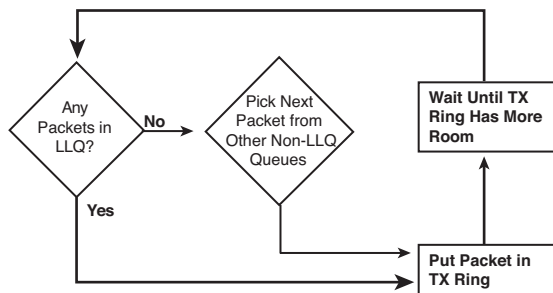 Any
Packets in
LLQ?
No
Pick Next
Packet from
Other Non-LLQ
Queues
Wait Until TX
Ring Has More
Room
Yes
Put Packet in
TX Ring